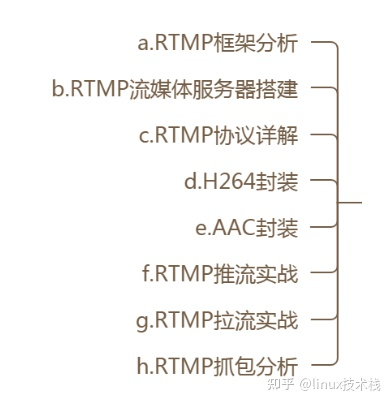 a.RTMP框架分析
b.RTMP流媒体服务器搭建
c.RTMP协议详解
d.H264封装
e.AAC封装
f.RTMP推流实战
g.RTMP拉流实战
h.RTMP抓包分析
知乎 @linux技术栈